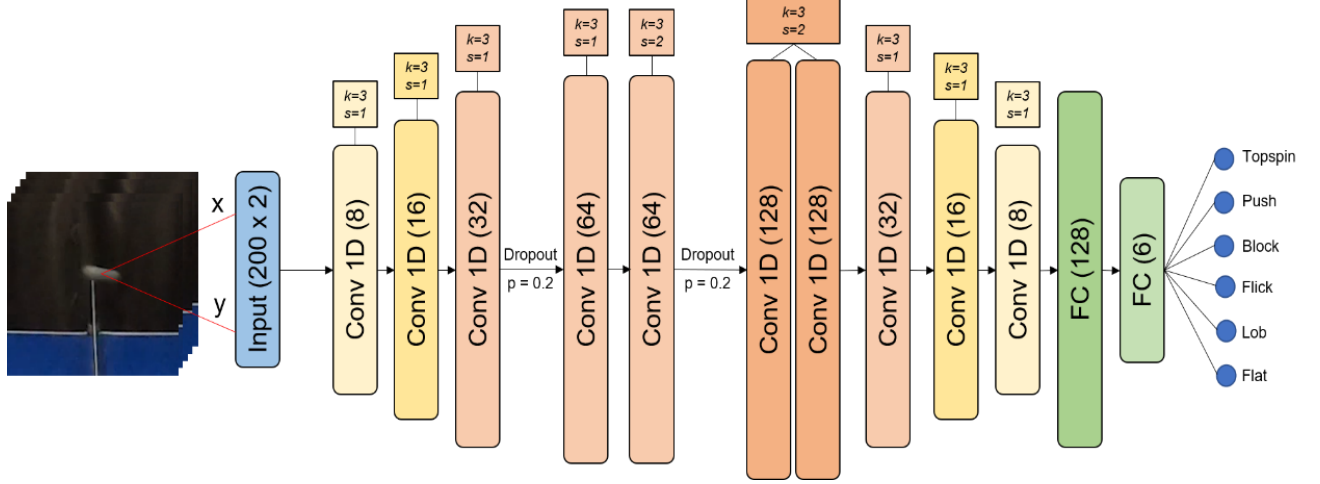 x
y
Input (200 x 2)
k=3
s=1
Conv 1D (8)
k=3
s=1
Conv 1D (16)
k=3
s=1
Conv 1D (32)
Dropout
p = 0.2
k=3
s=1
Conv 1D (64)
k=3
s=2
Conv 1D (64)
Dropout
p = 0.2
k=3
s=2
Conv 1D (128)
Conv 1D (128)
k=3
s=1
Conv 1D (32)
k=3
s=1
Conv 1D (16)
k=3
s=1
Conv 1D (8)
FC (128)
FC (6)
Topspin
Push
Block
Flick
Lob
Flat